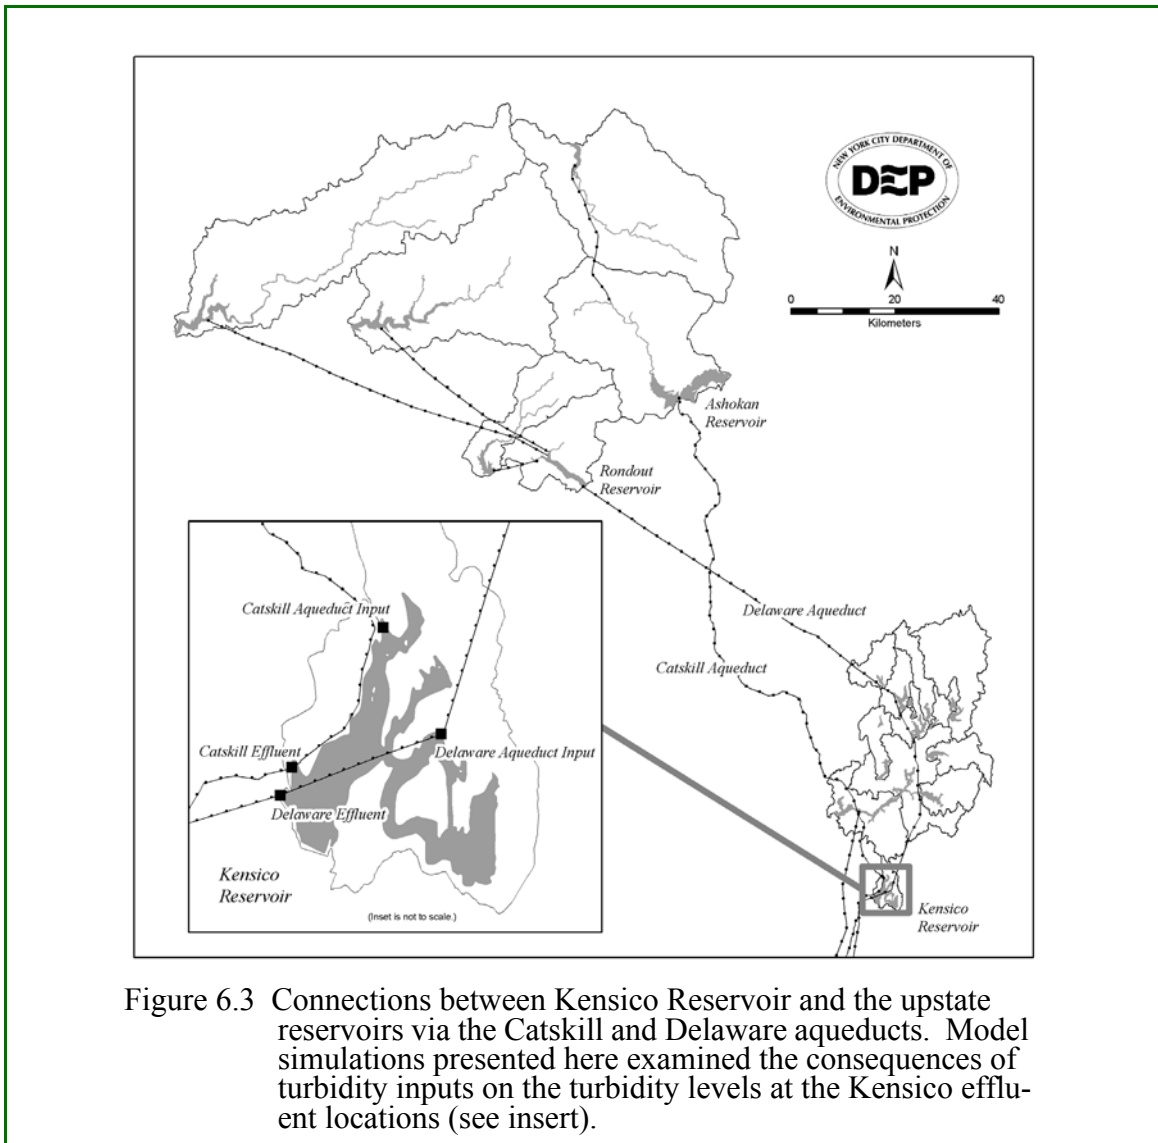 NEW YORK CITY DEPARTMENT OF
DEP
ENVIRONMENTAL PROTECTION
N
0 20 40
Kilometers
Ashokan
Reservoir
Rondout
Reservoir
Delaware Aqueduct
Catskill Aqueduct
Catskill Aqueduct Input
Catskill Effluent
Delaware Aqueduct Input
Delaware Effluent
Kensico
Reservoir
(Inset is not to scale.)
Kensico
Reservoir
Figure 6.3 Connections between Kensico Reservoir and the upstate
reservoirs via the Catskill and Delaware aqueducts. Model
simulations presented here examined the consequences of
turbidity inputs on the turbidity levels at the Kensico efflu-
ent locations (see insert).